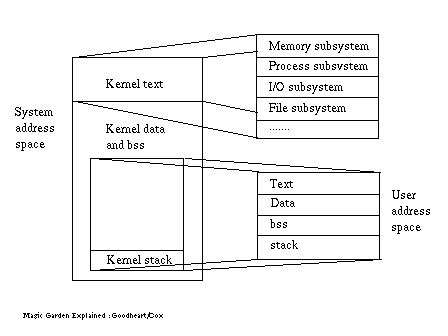 Memory subsystem
Process subsystem
I/O subsystem
File subsystem
.......
Kernel text
System
address
space
Kernel data
and bss
Kernel stack
Text
Data
bss
stack
User
address
space
Magic Garden Explained : Goodheart/Cox